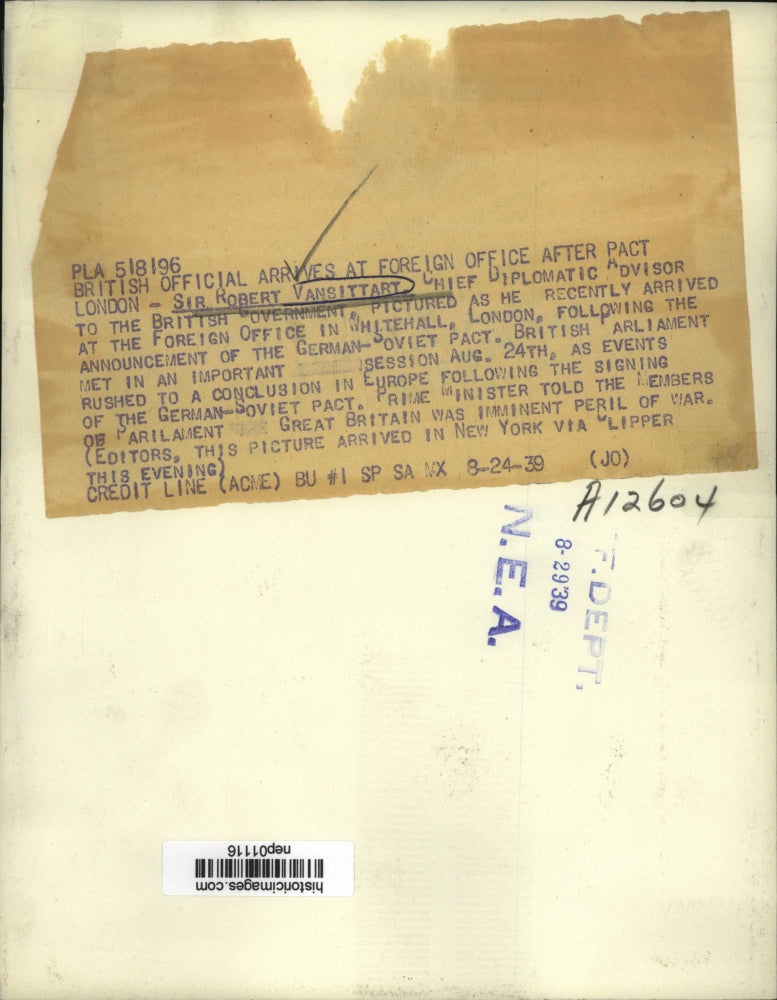 PLA 518196
BRITISH OFFICIAL ARRIVES AT FOREIGN OFFICE AFTER PACT
LONDON - SIR ROBERT VANSITTART CHIEF DIPLOMATIC ADVISOR
TO THE BRITISH GOVERNMENT, PICTURED AS HE RECENTLY ARRIVED
AT THE FOREIGN OFFICE IN WHITEHALL, LONDON, FOLLOWING THE
ANNOUNCEMENT OF THE GERMAN-SOVIET PACT. BRITISH PARLIAMENT
MET IN AN IMPORTANT SESSION AUG. 24TH, AS EVENTS
RUSHED TO A CONCLUSION IN EUROPE FOLLOWING THE SIGNING
OF THE GERMAN-SOVIET PACT. PRIME MINISTER TOLD THE MEMBERS
OF PARILAMENT GREAT BRITAIN WAS IMMINENT PERIL OF WAR.
(EDITORS, THIS PICTURE ARRIVED IN NEW YORK VIA CLIPPER
THIS EVENING)
CREDIT LINE (ACME) BU #1 SP SA NX 8-24-39 (JO)
A12604
F.DEPT.
8-2939
N.E.A.
historicimages.com
nep01116